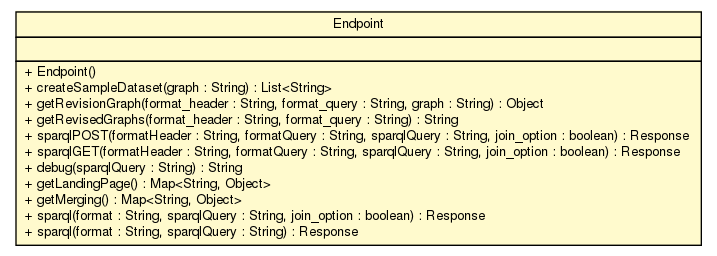 Endpoint
+ Endpoint()
+ createSampleDataset(graph : String) : List<String>
+ getRevisionGraph(format_header : String, format_query : String, graph : String) : Object
+ getRevisedGraphs(format_header : String, format_query : String) : String
+ sparqlPOST(formatHeader : String, formatQuery : String, sparqlQuery : String, join_option : boolean) : Response
+ sparqlGET(formatHeader : String, formatQuery : String, sparqlQuery : String, join_option : boolean) : Response
+ debug(sparqlQuery : String) : String
+ getLandingPage() : Map<String, Object>
+ getMerging() : Map<String, Object>
+ sparql(format : String, sparqlQuery : String, join_option : boolean) : Response
+ sparql(format : String, sparqlQuery : String) : Response